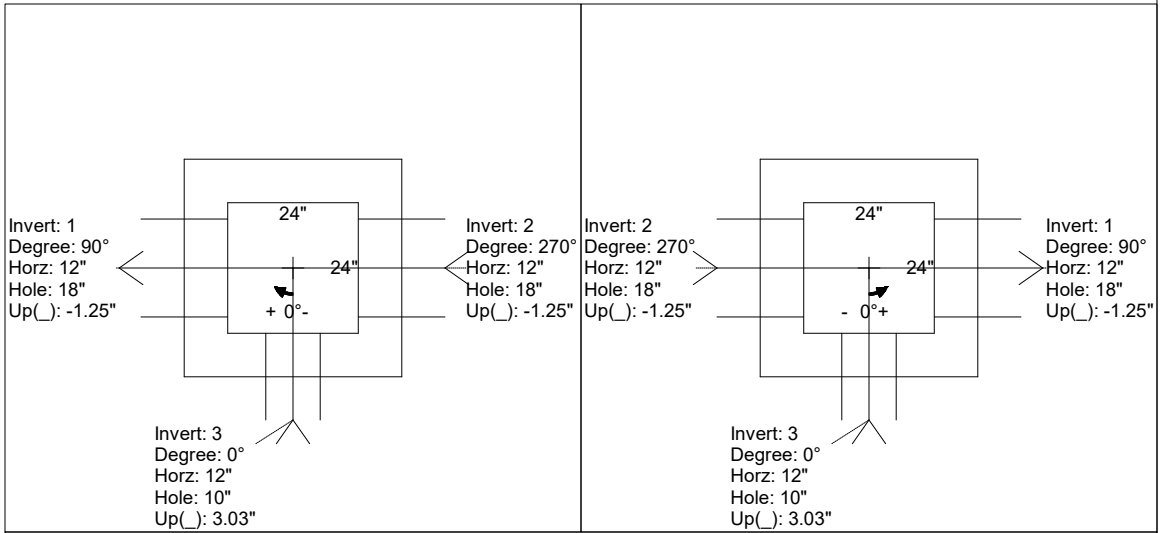 24"
Invert: 1
Degree: 90°
Horz: 12"
Hole: 18"
Up(_): -1.25"
24"
+ 0°-
Invert: 2
Degree: 270°
Horz: 12"
Hole: 18"
Up(_): -1.25"
Invert: 3
Degree: 0°
Horz: 12"
Hole: 10"
Up(_): 3.03"
24"
Invert: 2
Degree: 270°
Horz: 12"
Hole: 18"
Up(_): -1.25"
24"
- 0°+
Invert: 1
Degree: 90°
Horz: 12"
Hole: 18"
Up(_): -1.25"
Invert: 3
Degree: 0°
Horz: 12"
Hole: 10"
Up(_): 3.03"